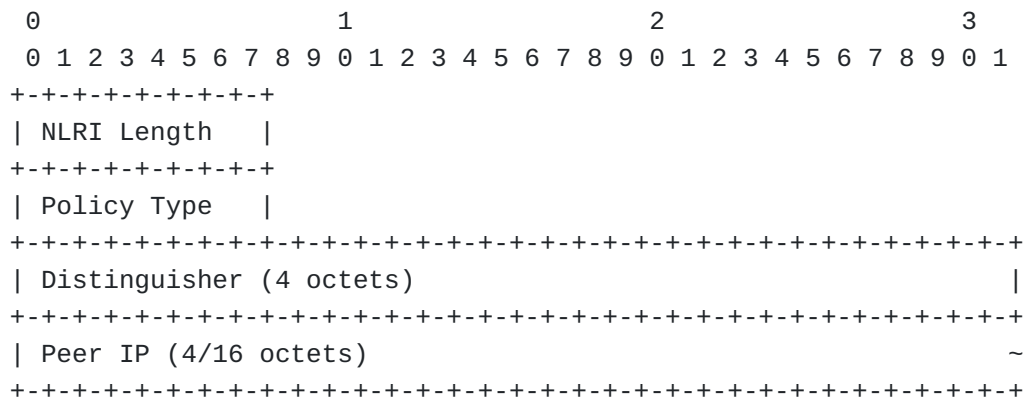 0                   1                   2                   3
 0 1 2 3 4 5 6 7 8 9 0 1 2 3 4 5 6 7 8 9 0 1 2 3 4 5 6 7 8 9 0 1
+-+-+-+-+-+-+-+-+
| NLRI Length   |
+-+-+-+-+-+-+-+-+
| Policy Type   |
+-+-+-+-+-+-+-+-+-+-+-+-+-+-+-+-+-+-+-+-+-+-+-+-+-+-+-+-+-+-+-+-+
| Distinguisher (4 octets)                                      |
+-+-+-+-+-+-+-+-+-+-+-+-+-+-+-+-+-+-+-+-+-+-+-+-+-+-+-+-+-+-+-+-+
| Peer IP (4/16 octets)                                         ~
+-+-+-+-+-+-+-+-+-+-+-+-+-+-+-+-+-+-+-+-+-+-+-+-+-+-+-+-+-+-+-+-+